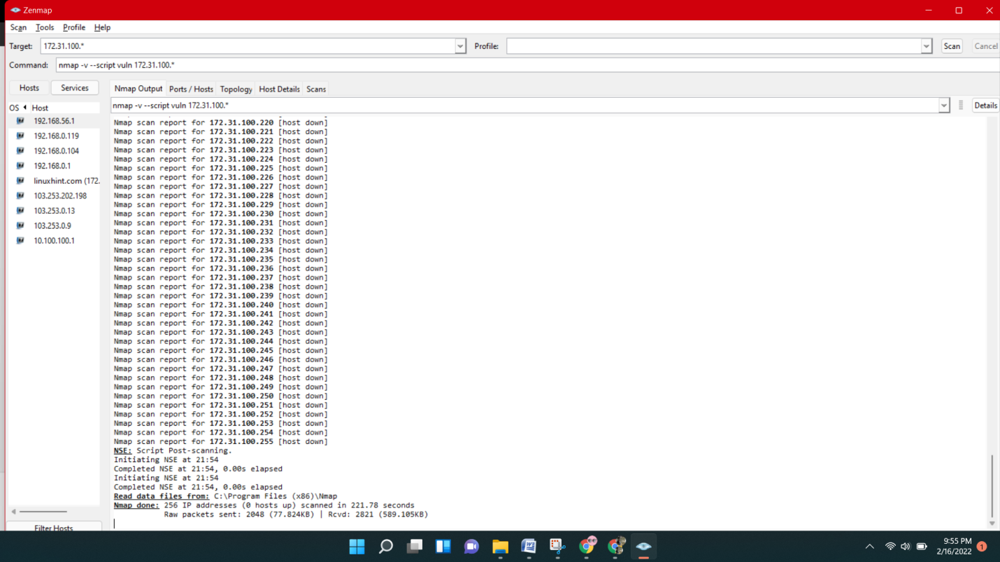 Zenmap
Scan Tools Profile Help
Target: 172.31.100.* Profile: Scan Cancel
Command: nmap -v --script vuln 172.31.100.*
Hosts Services Nmap Output Ports / Hosts Topology Host Details Scans
OS Host nmap -v --script vuln 172.31.100.* Details
192.168.56.1
192.168.0.119
192.168.0.104
192.168.0.1
linuxhint.com (172.
103.253.202.198
103.253.0.13
103.253.0.9
10.100.100.1
Nmap scan report for 172.31.100.220 [host down]
Nmap scan report for 172.31.100.221 [host down]
Nmap scan report for 172.31.100.222 [host down]
Nmap scan report for 172.31.100.223 [host down]
Nmap scan report for 172.31.100.224 [host down]
Nmap scan report for 172.31.100.225 [host down]
Nmap scan report for 172.31.100.226 [host down]
Nmap scan report for 172.31.100.227 [host down]
Nmap scan report for 172.31.100.228 [host down]
Nmap scan report for 172.31.100.229 [host down]
Nmap scan report for 172.31.100.230 [host down]
Nmap scan report for 172.31.100.231 [host down]
Nmap scan report for 172.31.100.232 [host down]
Nmap scan report for 172.31.100.233 [host down]
Nmap scan report for 172.31.100.234 [host down]
Nmap scan report for 172.31.100.235 [host down]
Nmap scan report for 172.31.100.236 [host down]
Nmap scan report for 172.31.100.237 [host down]
Nmap scan report for 172.31.100.238 [host down]
Nmap scan report for 172.31.100.239 [host down]
Nmap scan report for 172.31.100.240 [host down]
Nmap scan report for 172.31.100.241 [host down]
Nmap scan report for 172.31.100.242 [host down]
Nmap scan report for 172.31.100.243 [host down]
Nmap scan report for 172.31.100.244 [host down]
Nmap scan report for 172.31.100.245 [host down]
Nmap scan report for 172.31.100.246 [host down]
Nmap scan report for 172.31.100.247 [host down]
Nmap scan report for 172.31.100.248 [host down]
Nmap scan report for 172.31.100.249 [host down]
Nmap scan report for 172.31.100.250 [host down]
Nmap scan report for 172.31.100.251 [host down]
Nmap scan report for 172.31.100.252 [host down]
Nmap scan report for 172.31.100.253 [host down]
Nmap scan report for 172.31.100.254 [host down]
Nmap scan report for 172.31.100.255 [host down]
NSE: Script Post-scanning.
Initiating NSE at 21:54
Completed NSE at 21:54, 0.00s elapsed
Initiating NSE at 21:54
Completed NSE at 21:54, 0.00s elapsed
Read data files from: C:\Program Files (x86)\Nmap
Nmap done: 256 IP addresses (0 hosts up) scanned in 221.78 seconds
Raw packets sent: 2048 (77.824KB) | Rcvd: 2821 (589.105KB)
Filter Hosts
9:55 PM
2/16/2022
1